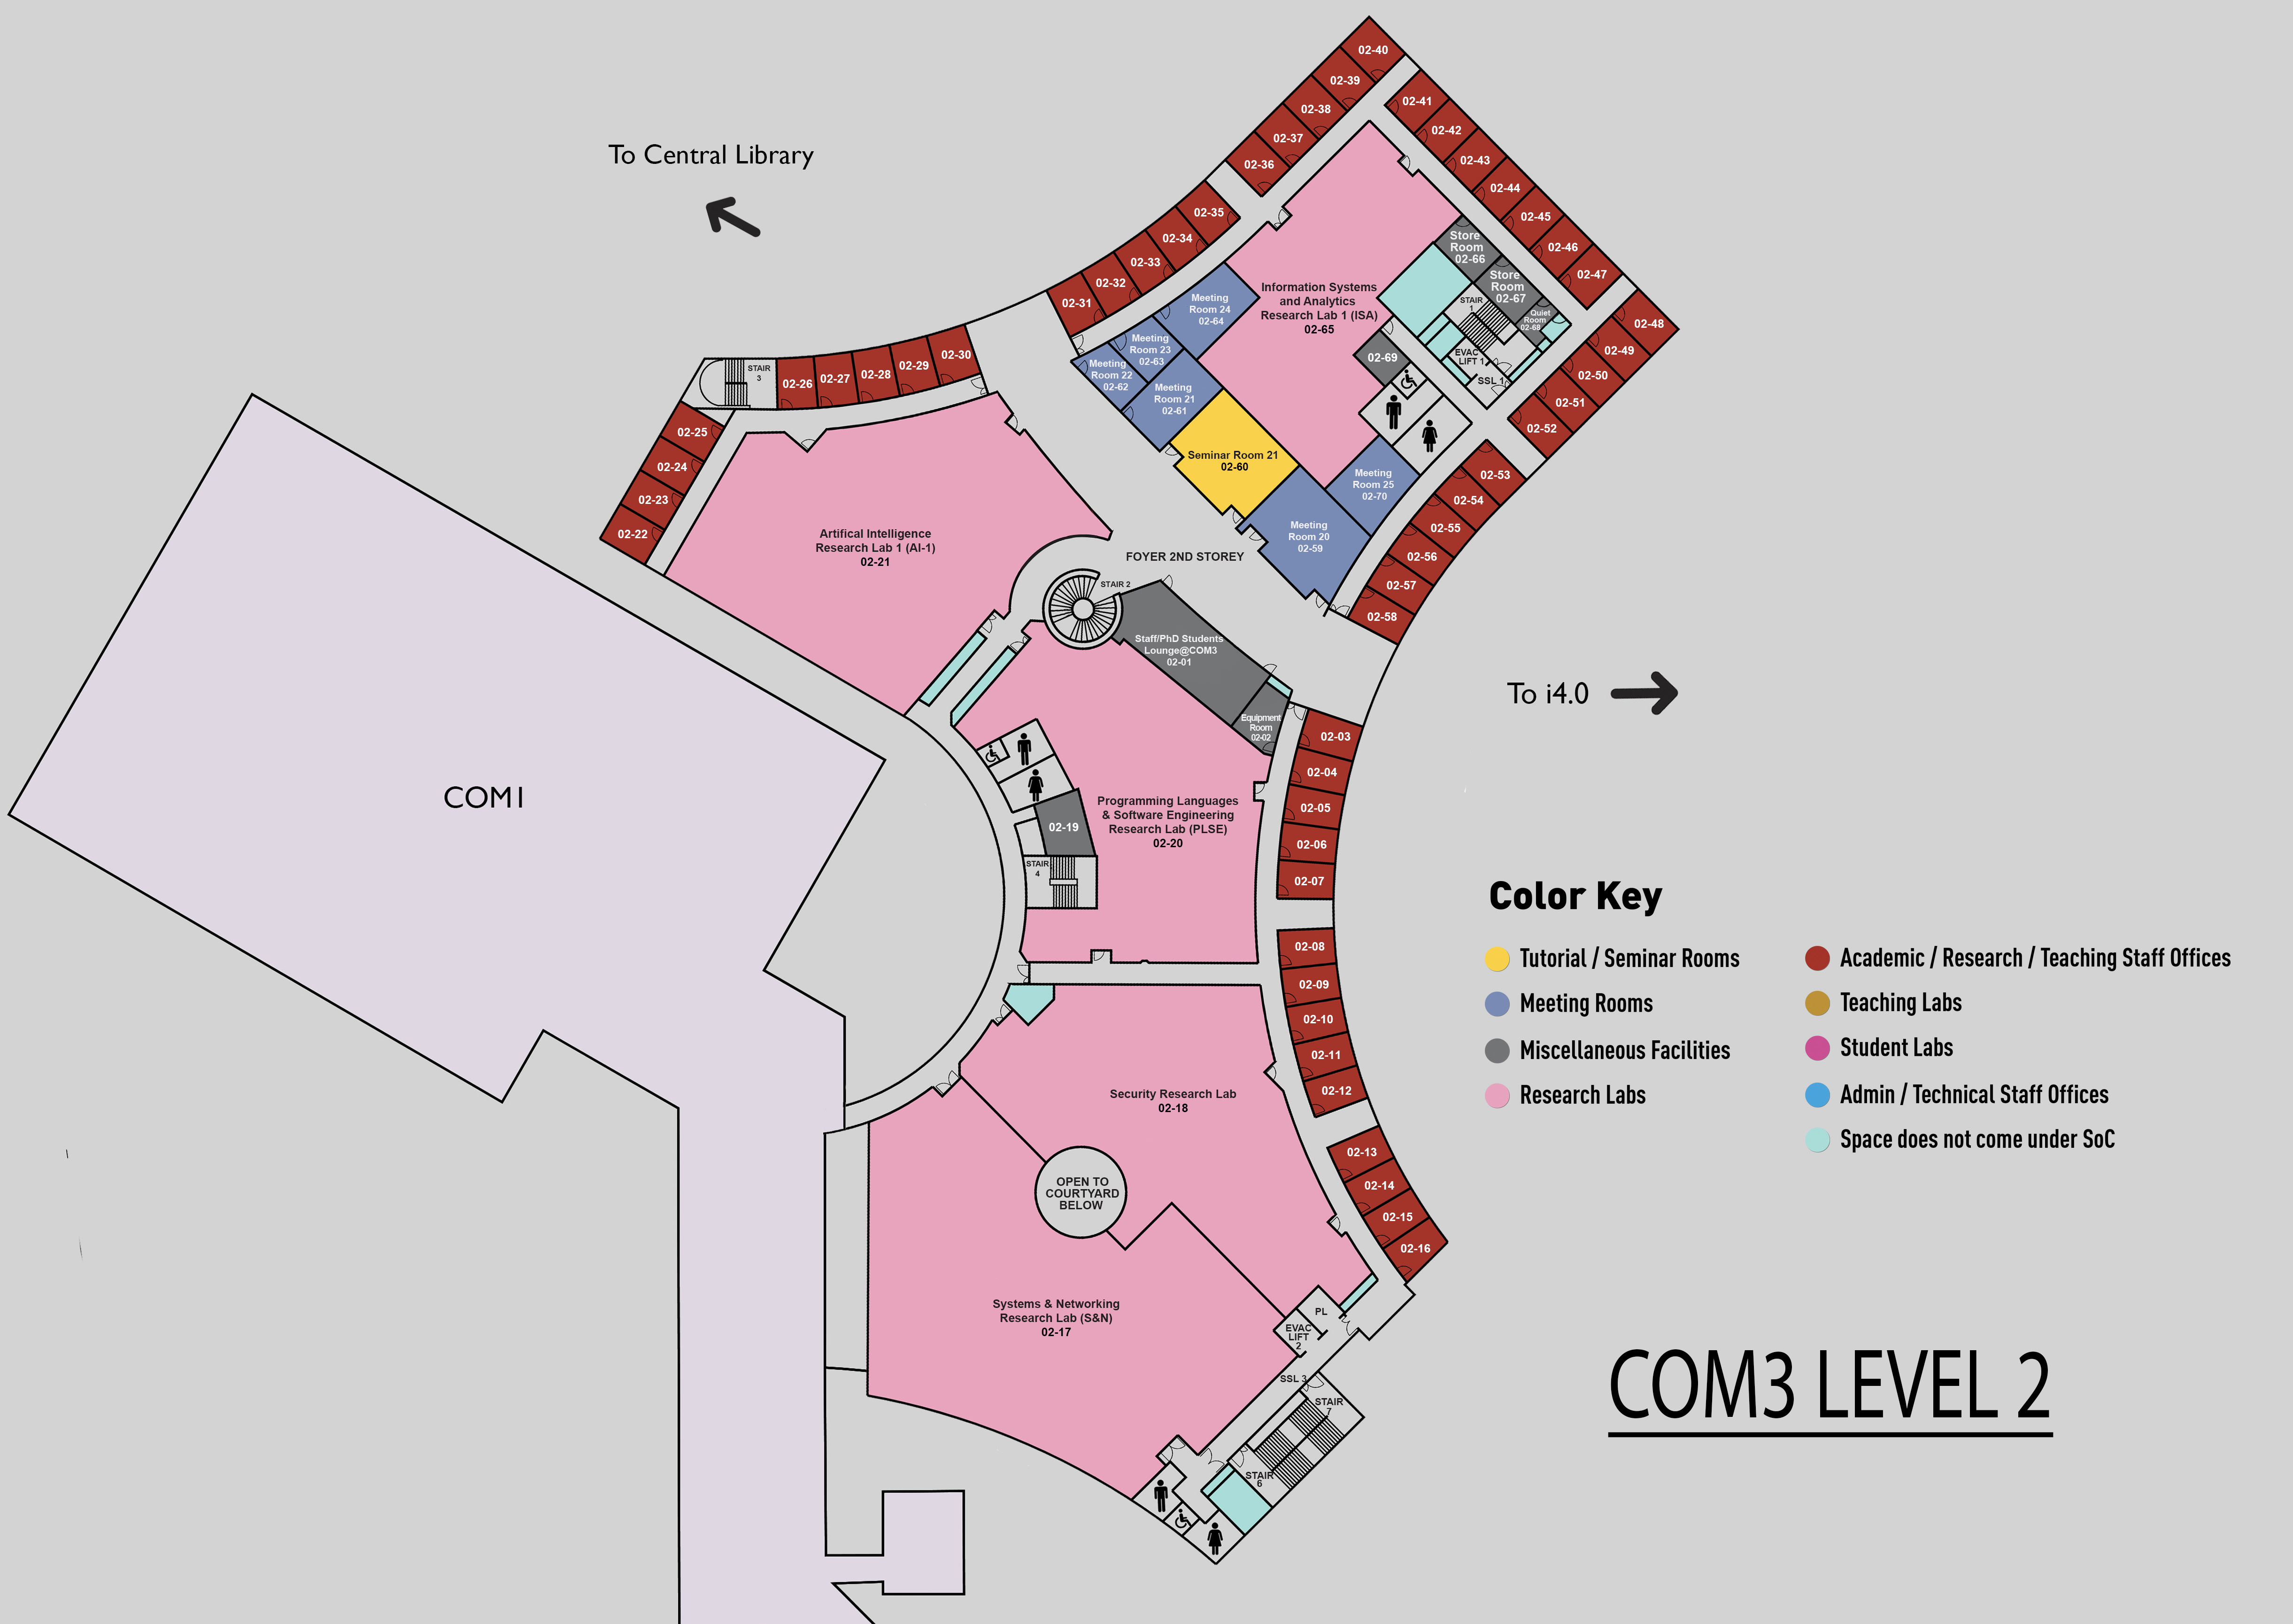 To Central Library
COM1
To i4.0
COM3 LEVEL 2
Color Key
Tutorial / Seminar Rooms
Meeting Rooms
Miscellaneous Facilities
Research Labs
Academic / Research / Teaching Staff Offices
Teaching Labs
Student Labs
Admin / Technical Staff Offices
Space does not come under SoC
02-40
02-39
02-38
02-37
02-36
02-35
02-34
02-33
02-32
02-31
02-41
02-42
02-43
02-44
02-45
02-46
02-47
02-48
02-49
02-50
02-51
02-52
02-53
02-54
02-55
02-56
02-57
02-58
Store
Room
02-66
Store
Room
02-67
Quiet
Room
02-68
STAIR
1
EVAC
LIFT 1
SSL 1
02-69
Information Systems
and Analytics
Research Lab 1 (ISA)
02-65
Meeting
Room 24
02-64
Meeting
Room 23
02-63
Meeting
Room 22
02-62
Meeting
Room 21
02-61
Seminar Room 21
02-60
Meeting
Room 25
02-70
Meeting
Room 20
02-59
STAIR
3
02-26
02-27
02-28
02-29
02-30
02-25
02-24
02-23
02-22
Artifical Intelligence
Research Lab 1 (AI-1)
02-21
FOYER 2ND STOREY
STAIR 2
Staff/PhD Students
Lounge@COM3
02-01
Equipment
Room
02-02
02-03
02-04
02-05
02-06
02-07
02-08
02-09
02-10
02-11
02-12
02-13
02-14
02-15
02-16
02-19
STAIR
4
Programming Languages
& Software Engineering
Research Lab (PLSE)
02-20
Security Research Lab
02-18
OPEN TO
COURTYARD
BELOW
Systems & Networking
Research Lab (S&N)
02-17
PL
EVAC
LIFT
2
SSL 3
STAIR
7
STAIR
6